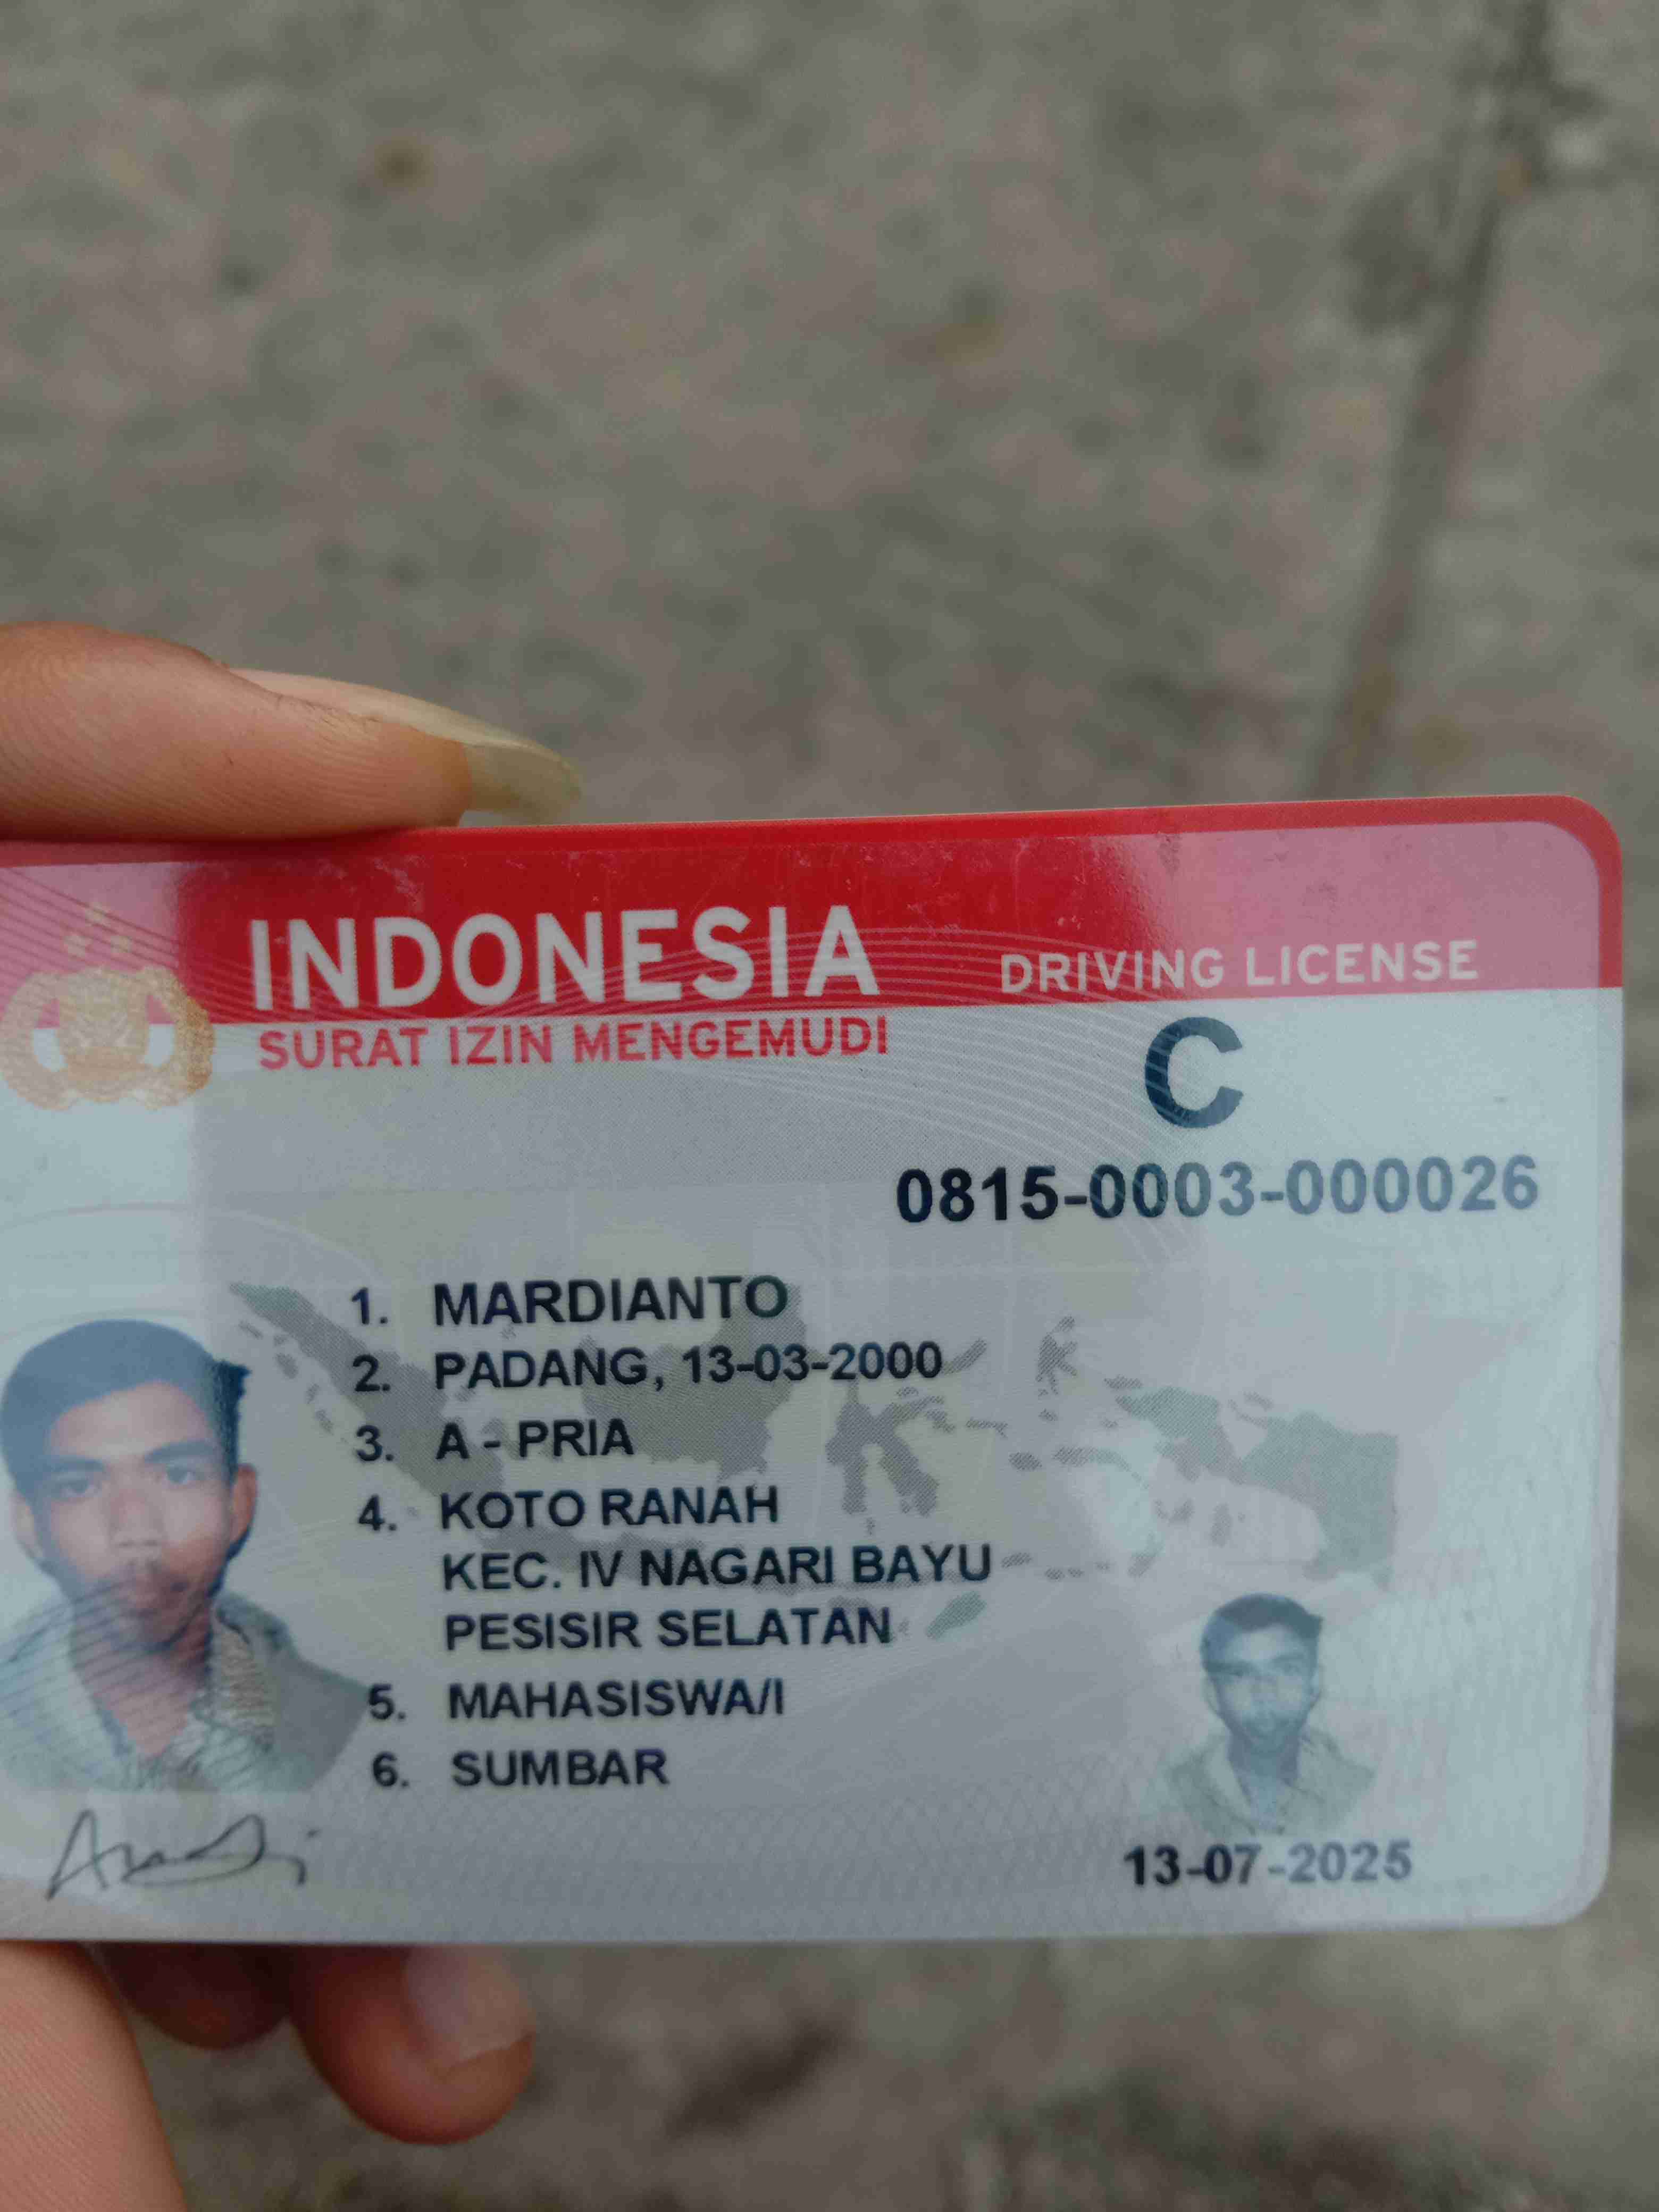 INDONESIA
DRIVING LICENSE
SURAT IZIN MENGEMUDI
C
0815-0003-000026
1. MARDIANTO
2. PADANG, 13-03-2000
3. A - PRIA
4. KOTO RANAH
KEC. IV NAGARI BAYU
PESISIR SELATAN
5. MAHASISWA/I
6. SUMBAR
13-07-2025